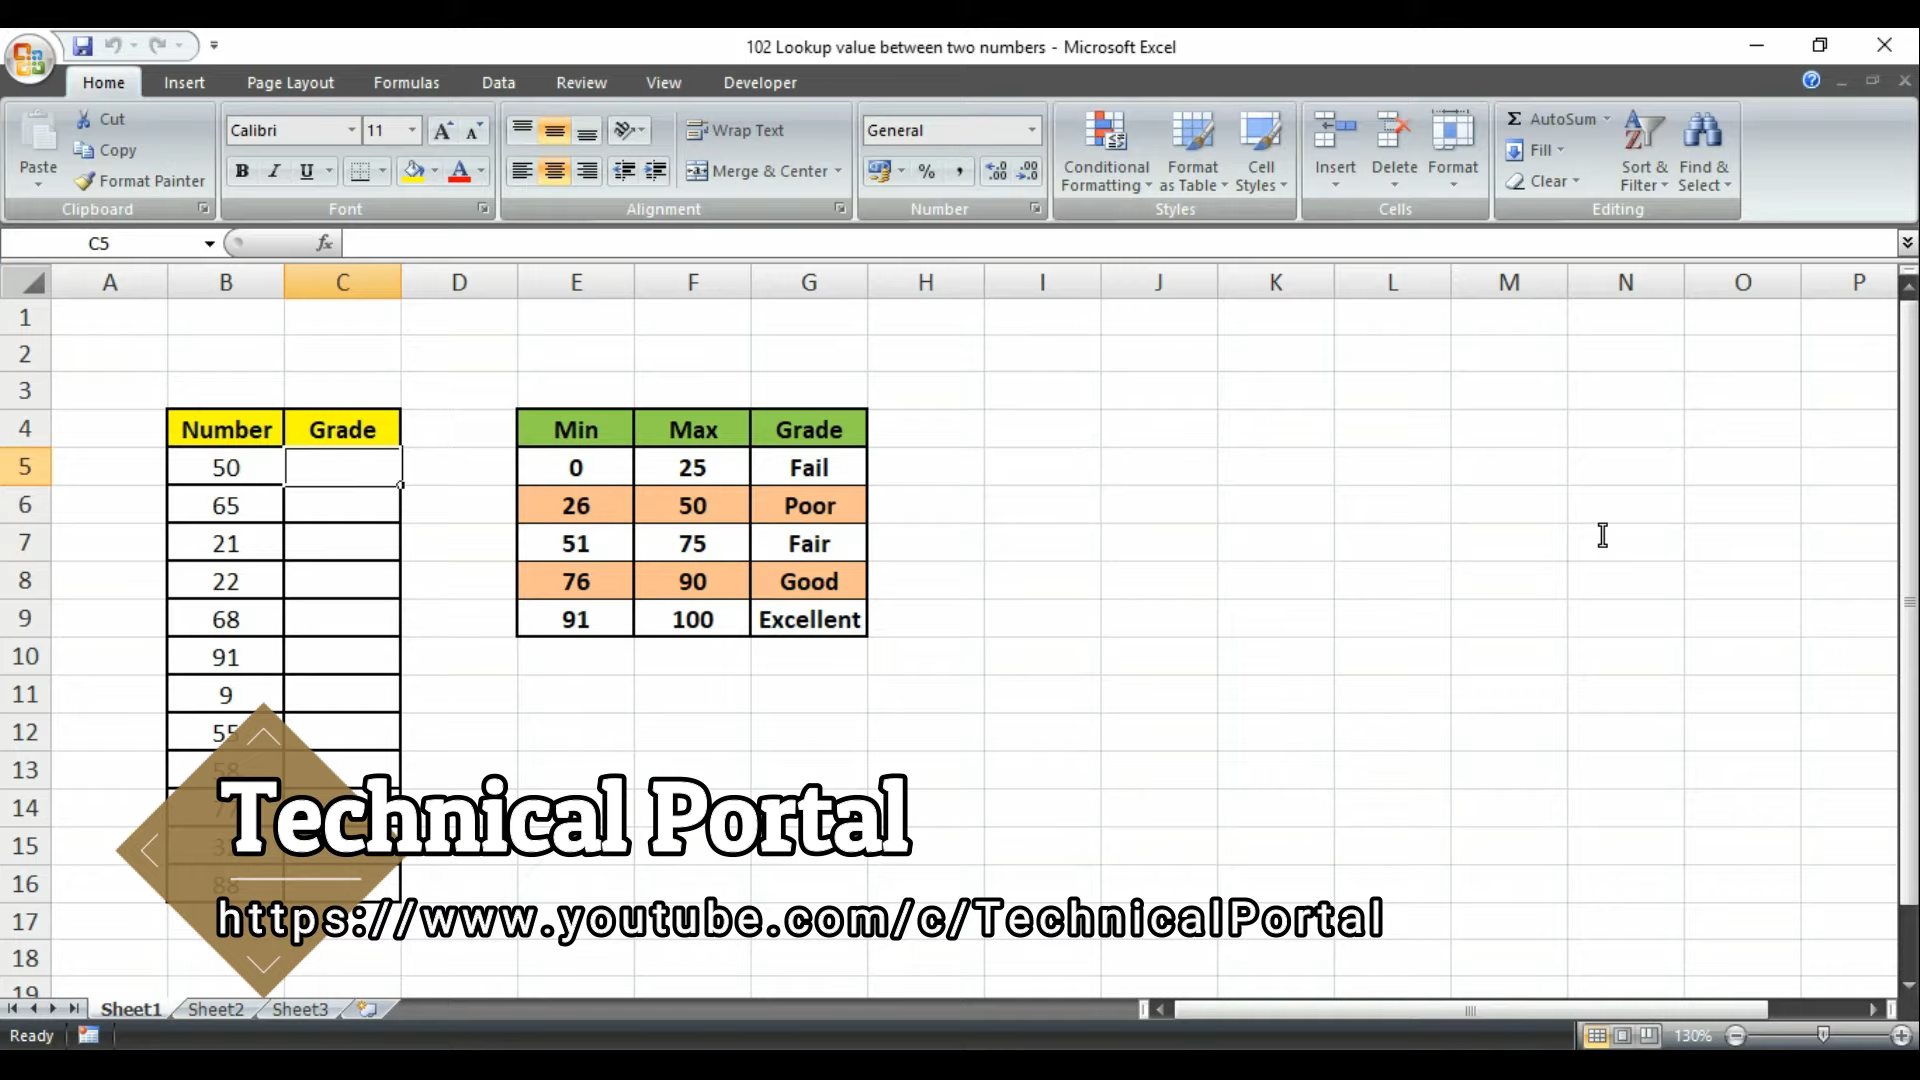 102 Lookup value between two numbers - Microsoft Excel
Home Insert Page Layout Formulas Data Review View Developer
Paste
Cut
Copy
Format Painter
Clipboard
Calibri 11
B I U
Font
Wrap Text
Merge & Center
Alignment
General
% ,
Number
Conditional Formatting
Format as Table
Cell Styles
Styles
Insert Delete Format
Cells
AutoSum
Fill
Clear
Sort & Filter
Find & Select
Editing
C5 fx
A B C D E F G H I J K L M N O P
1
2
3
4 Number Grade Min Max Grade
5 50 0 25 Fail
6 65 26 50 Poor
7 21 51 75 Fair
8 22 76 90 Good
9 68 91 100 Excellent
10 91
11 9
12 55
13 58
14
15
16 88
17
18
19
Technical Portal
https://www.youtube.com/c/TechnicalPortal
Sheet1 Sheet2 Sheet3
Ready 130%